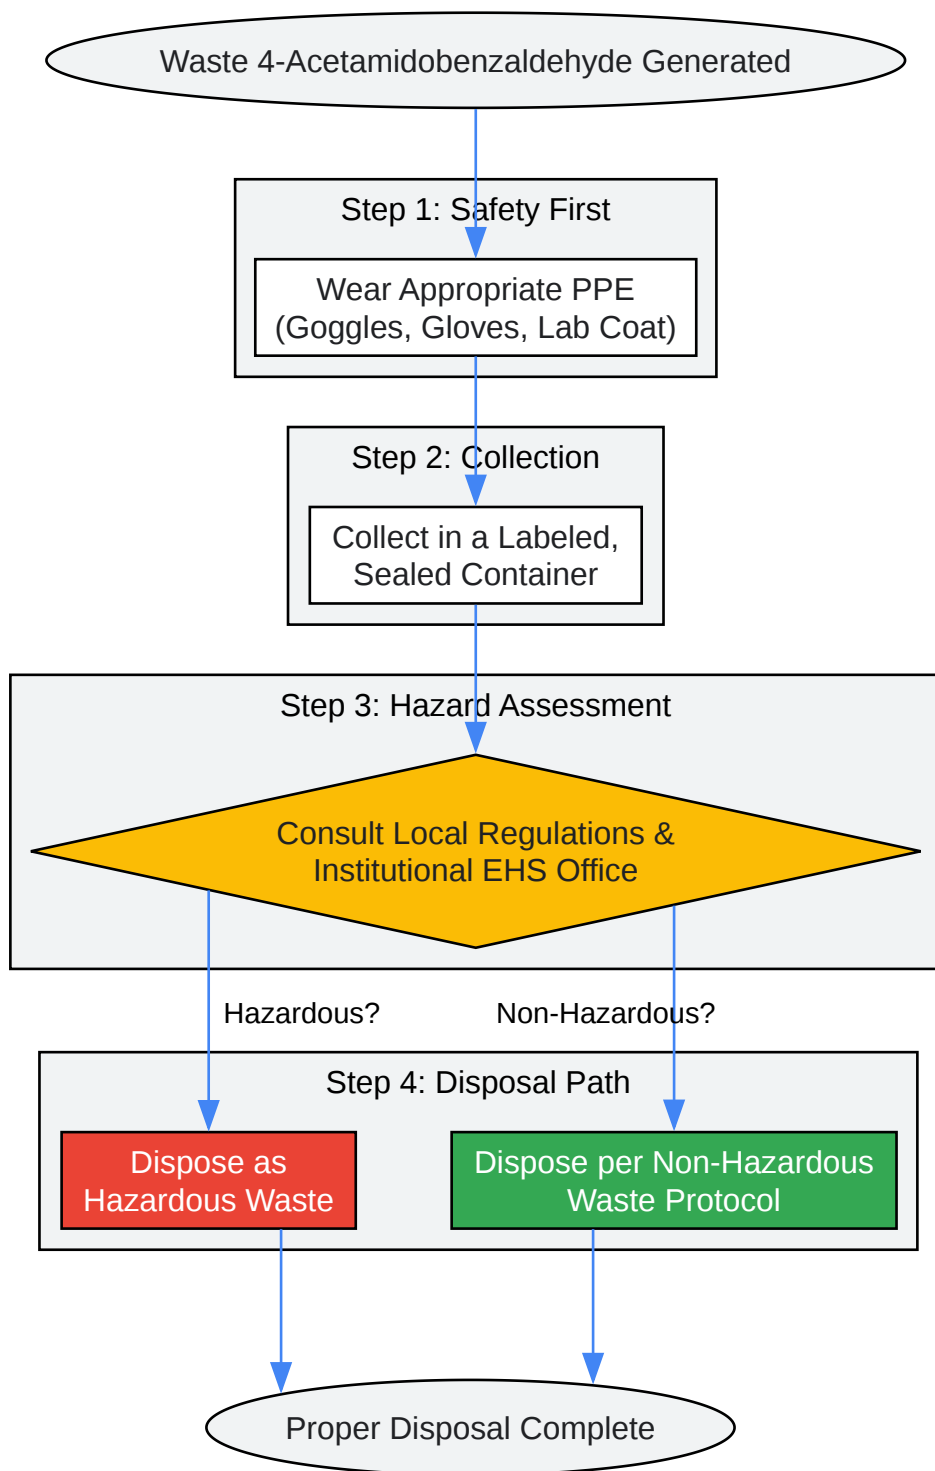 Waste 4-Acetamidobenzaldehyde Generated
Step 1: Safety First
Wear Appropriate PPE
(Goggles, Gloves, Lab Coat)
Step 2: Collection
Collect in a Labeled,
Sealed Container
Step 3: Hazard Assessment
Consult Local Regulations &
Institutional EHS Office
Hazardous?
Non-Hazardous?
Step 4: Disposal Path
Dispose as
Hazardous Waste
Dispose per Non-Hazardous
Waste Protocol
Proper Disposal Complete